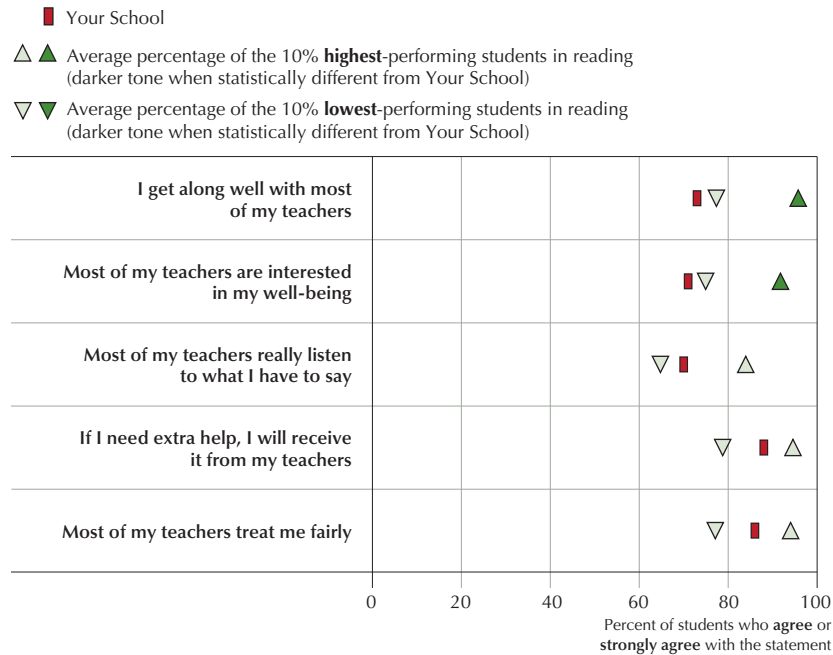 Your School
Average percentage of the 10% highest-performing students in reading
(darker tone when statistically different from Your School)
Average percentage of the 10% lowest-performing students in reading
(darker tone when statistically different from Your School)
I get along well with most
of my teachers
Most of my teachers are interested
in my well-being
Most of my teachers really listen
to what I have to say
If I need extra help, I will receive
it from my teachers
Most of my teachers treat me fairly
0 20 40 60 80 100
Percent of students who agree or
strongly agree with the statement